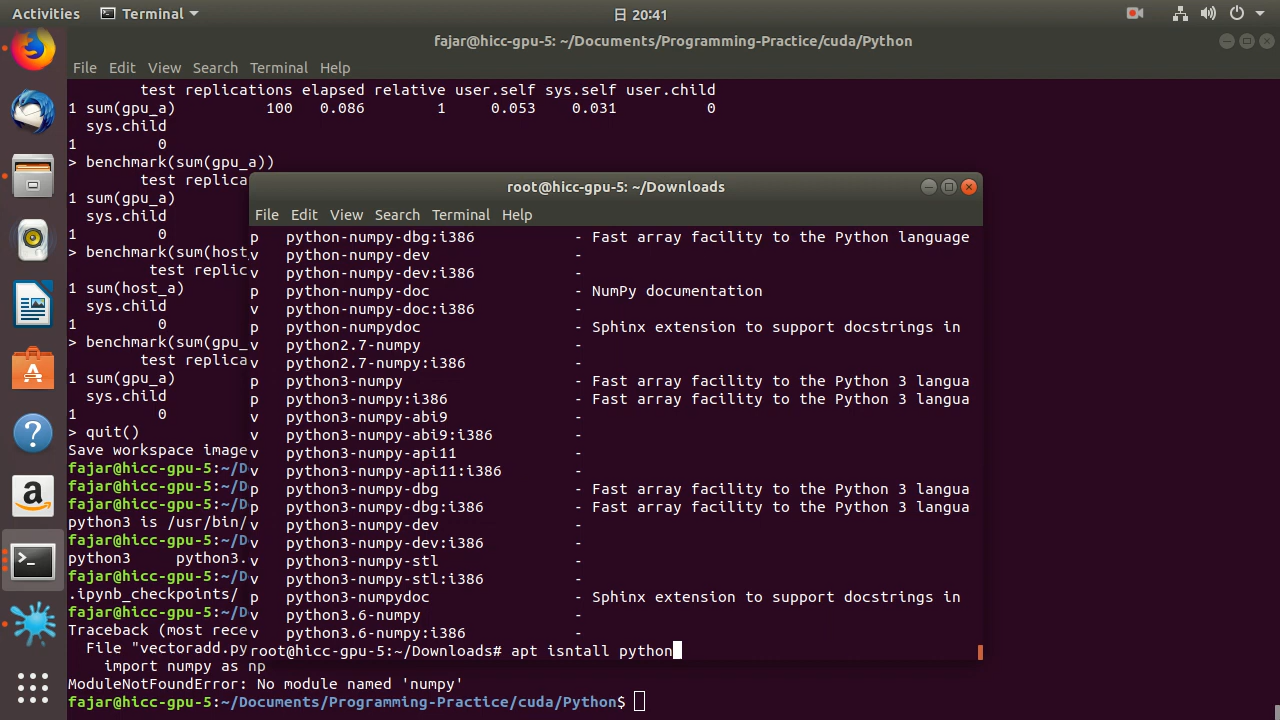 Activities Terminal 日 20:41
fajar@hicc-gpu-5: ~/Documents/Programming-Practice/cuda/Python
File Edit View Search Terminal Help
test replications elapsed relative user.self sys.self user.child
1 sum(gpu_a) 100 0.086 1 0.053 0.031 0
sys.child
1 0
> benchmark(sum(gpu_a))
test replica
1 sum(gpu_a)
sys.child
1 0
> benchmark(sum(host
test replic
1 sum(host_a)
sys.child
1 0
> benchmark(sum(gpu_
test replica
1 sum(gpu_a)
sys.child
1 0
> quit()
Save workspace image
fajar@hicc-gpu-5:~/D
fajar@hicc-gpu-5:~/D
fajar@hicc-gpu-5:~/D
python3 is /usr/bin/
python3 python3.
fajar@hicc-gpu-5:~/D
.ipynb_checkpoints/
fajar@hicc-gpu-5:~/D
Traceback (most rece
File "vectoradd.py
import numpy as np
ModuleNotFoundError: No module named 'numpy'
fajar@hicc-gpu-5:~/Documents/Programming-Practice/cuda/Python$
root@hicc-gpu-5: ~/Downloads
File Edit View Search Terminal Help
p python-numpy-dbg:i386 - Fast array facility to the Python language
v python-numpy-dev -
v python-numpy-dev:i386 -
p python-numpy-doc - NumPy documentation
v python-numpy-doc:i386 -
p python-numpydoc - Sphinx extension to support docstrings in
v python2.7-numpy -
v python2.7-numpy:i386 -
p python3-numpy - Fast array facility to the Python 3 langua
p python3-numpy:i386 - Fast array facility to the Python 3 langua
v python3-numpy-abi9 -
v python3-numpy-abi9:i386 -
v python3-numpy-api11 -
v python3-numpy-api11:i386 -
p python3-numpy-dbg - Fast array facility to the Python 3 langua
p python3-numpy-dbg:i386 - Fast array facility to the Python 3 langua
v python3-numpy-dev -
v python3-numpy-dev:i386 -
v python3-numpy-stl -
v python3-numpy-stl:i386 -
p python3-numpydoc - Sphinx extension to support docstrings in
v python3.6-numpy -
v python3.6-numpy:i386 -
root@hicc-gpu-5:~/Downloads# apt isntall python